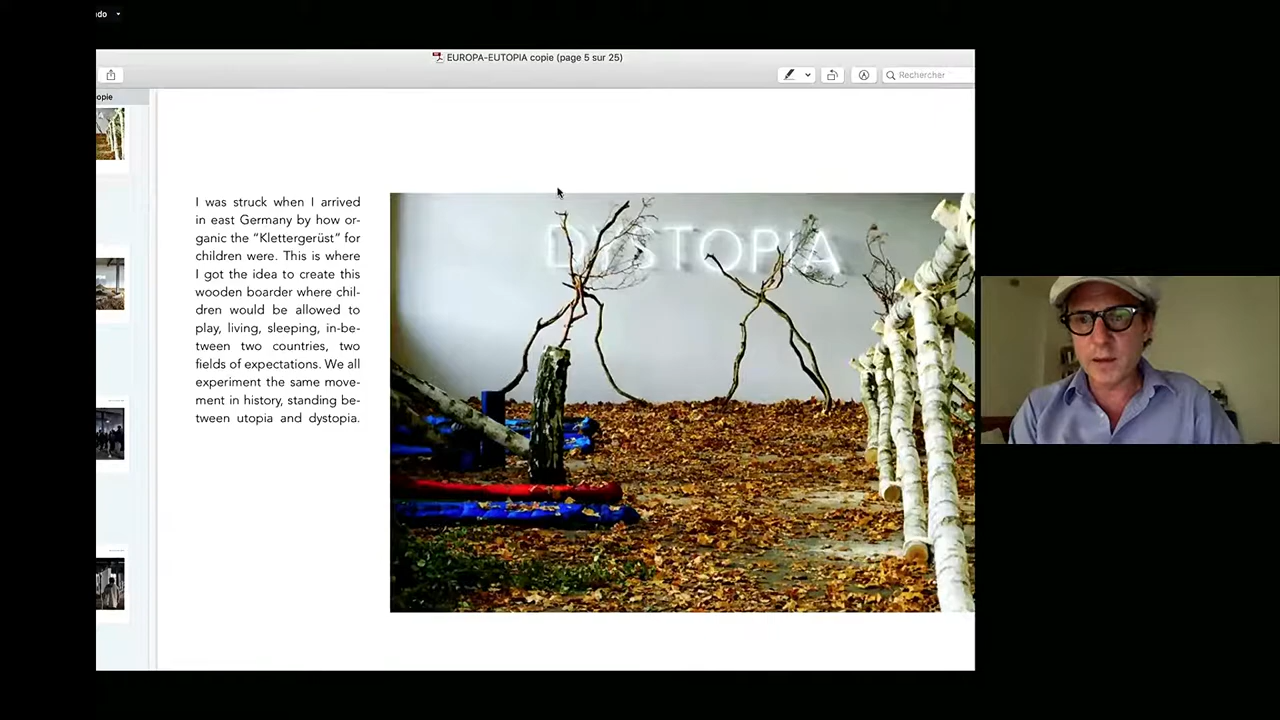 ndo
EUROPA-EUTOPIA copie (page 5 sur 25)
Rechercher
opie
I was struck when I arrived
in east Germany by how or-
ganic the “Klettergerüst” for
children were. This is where
I got the idea to create this
wooden boarder where chil-
dren would be allowed to
play, living, sleeping, in-be-
tween two countries, two
fields of expectations. We all
experiment the same move-
ment in history, standing be-
tween utopia and dystopia.
DYSTOPIA